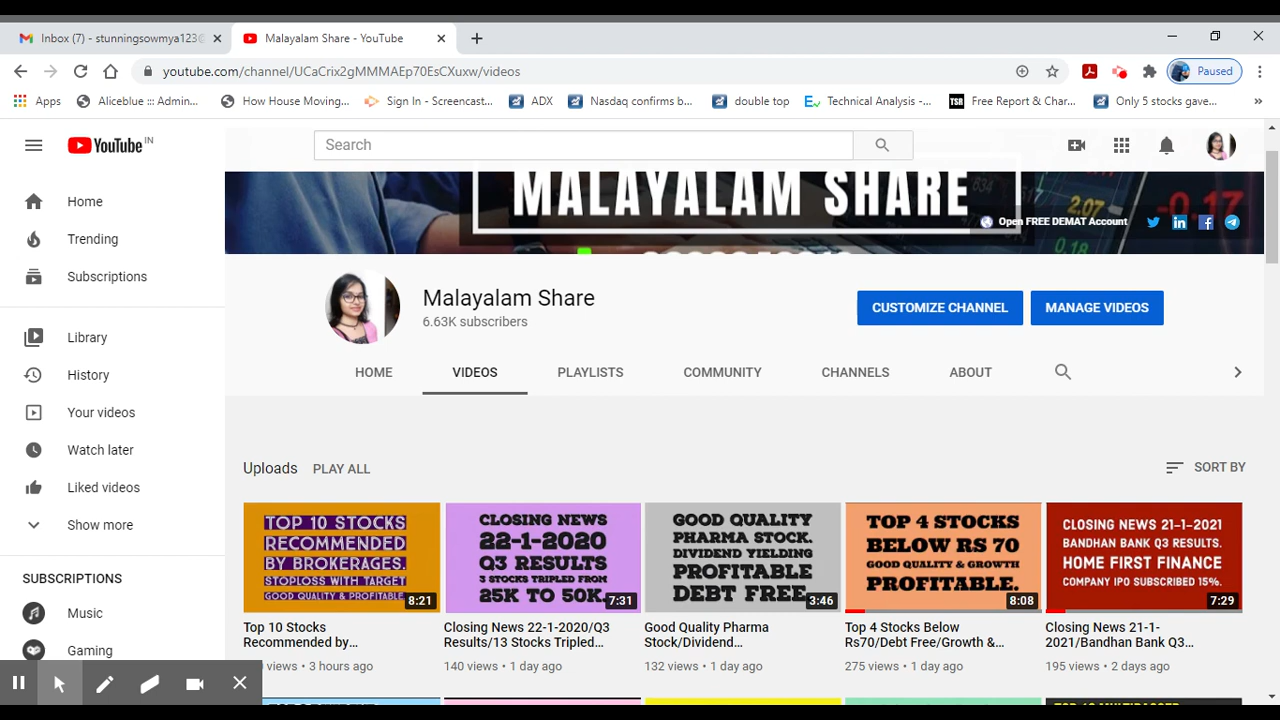 Inbox (7) - stunningsowmya123@
Malayalam Share - YouTube
youtube.com/channel/UCaCrix2gMMMAEp70EsCXuxw/videos
Paused
Apps
Aliceblue ::: Admin...
How House Moving...
Sign In - Screencast...
ADX
Nasdaq confirms b...
double top
Technical Analysis -...
TSR
Free Report & Char...
Only 5 stocks gave...
YouTube IN
Search
Home
Trending
Subscriptions
Library
History
Your videos
Watch later
Liked videos
Show more
SUBSCRIPTIONS
Music
Gaming
MALAYALAM SHARE
634
2.07
0.18
-0.17
Open FREE DEMAT Account
Malayalam Share
6.63K subscribers
CUSTOMIZE CHANNEL
MANAGE VIDEOS
HOME
VIDEOS
PLAYLISTS
COMMUNITY
CHANNELS
ABOUT
Uploads
PLAY ALL
SORT BY
TOP 10 STOCKS
RECOMMENDED
BY BROKERAGES.
STOPLOSS WITH TARGET
GOOD QUALITY & PROFITABLE
8:21
Top 10 Stocks
Recommended by...
views • 3 hours ago
CLOSING NEWS
22-1-2020
Q3 RESULTS
3 STOCKS TRIPLED FROM
25K TO 50K.
7:31
Closing News 22-1-2020/Q3
Results/13 Stocks Tripled...
140 views • 1 day ago
GOOD QUALITY
PHARMA STOCK.
DIVIDEND YIELDING
PROFITABLE
DEBT FREE.
3:46
Good Quality Pharma
Stock/Dividend...
132 views • 1 day ago
TOP 4 STOCKS
BELOW RS 70
GOOD QUALITY & GROWTH
PROFITABLE.
8:08
Top 4 Stocks Below
Rs70/Debt Free/Growth &...
275 views • 1 day ago
CLOSING NEWS 21-1-2021
BANDHAN BANK Q3 RESULTS.
HOME FIRST FINANCE
COMPANY IPO SUBSCRIBED 15%.
7:29
Closing News 21-1-
2021/Bandhan Bank Q3...
195 views • 2 days ago